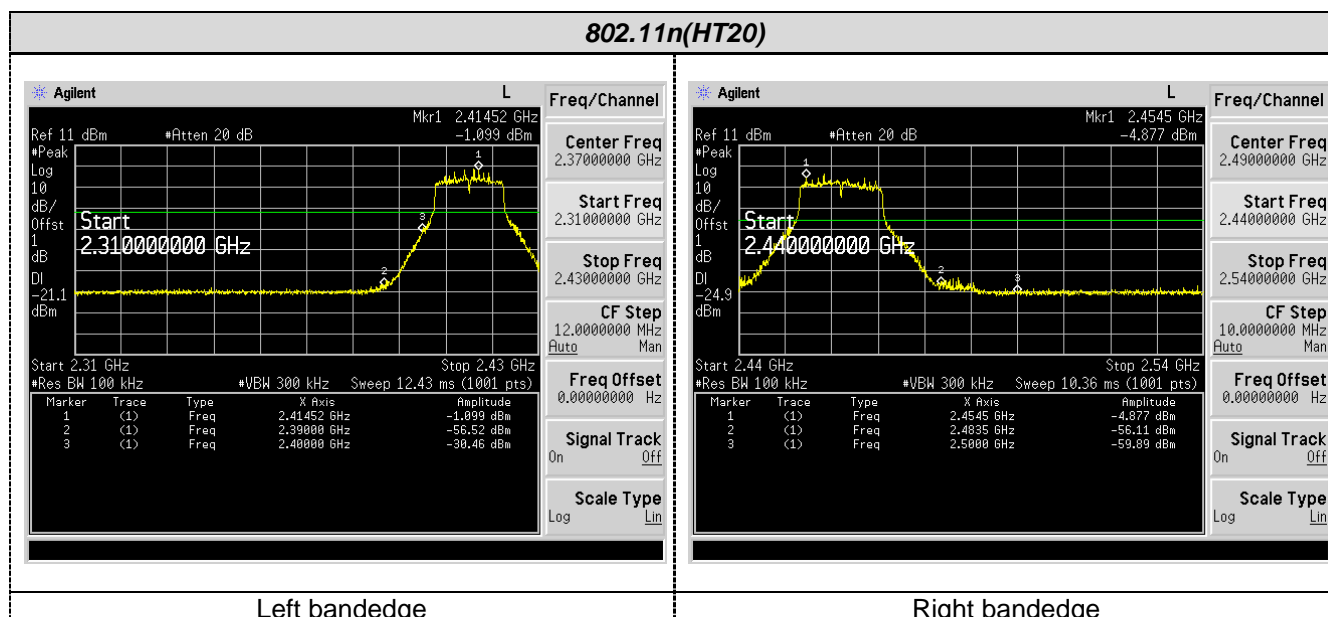 802.11n(HT20)
Agilent L
Mkr1 2.41452 GHz
Ref 11 dBm #Atten 20 dB -1.099 dBm
#Peak
Log
10
dB/
Offst
1
dB
DI
-21.1
dBm
1
2
3
Start
2.310000000 GHz
Start 2.31 GHz Stop 2.43 GHz
#Res BW 100 kHz #VBW 300 kHz Sweep 12.43 ms (1001 pts)
Marker Trace Type X Axis Amplitude
1 (1) Freq 2.41452 GHz -1.099 dBm
2 (1) Freq 2.39000 GHz -56.52 dBm
3 (1) Freq 2.40000 GHz -30.46 dBm
Freq/Channel
Center Freq
2.37000000 GHz
Start Freq
2.31000000 GHz
Stop Freq
2.43000000 GHz
CF Step
12.0000000 MHz
Auto Man
Freq Offset
0.00000000 Hz
Signal Track
On Off
Scale Type
Log Lin
Left bandedge
Agilent L
Mkr1 2.4545 GHz
Ref 11 dBm #Atten 20 dB -4.877 dBm
#Peak
Log
10
dB/
Offst
1
dB
DI
-24.9
dBm
1
2
3
Start
2.440000000 GHz
Start 2.44 GHz Stop 2.54 GHz
#Res BW 100 kHz #VBW 300 kHz Sweep 10.36 ms (1001 pts)
Marker Trace Type X Axis Amplitude
1 (1) Freq 2.4545 GHz -4.877 dBm
2 (1) Freq 2.4835 GHz -56.11 dBm
3 (1) Freq 2.5000 GHz -59.89 dBm
Freq/Channel
Center Freq
2.49000000 GHz
Start Freq
2.44000000 GHz
Stop Freq
2.54000000 GHz
CF Step
10.0000000 MHz
Auto Man
Freq Offset
0.00000000 Hz
Signal Track
On Off
Scale Type
Log Lin
Right bandedge